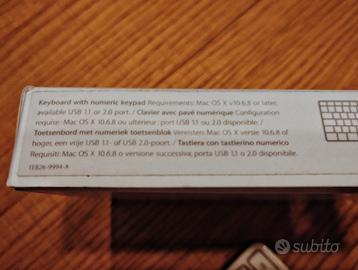 Keyboard with numeric keypad Requirements: Mac OS X v10.6.8 or later,
available USB 1.1 or 2.0 port. / Clavier avec pavé numérique Configuration
requise: Mac OS X 10.6.8 ou ultérieur ; port USB 1.1 ou 2.0 disponible. /
Toetsenbord met numeriek toetsenblok Vereisten: Mac OS X versie 10.6.8 of
hoger, een vrije USB 1.1- of USB 2.0-poort. / Tastiera con tastierino numerico
Requisiti: Mac OS X 10.6.8 o versione successiva; porta USB 1.1 o 2.0 disponibile.
1EB26-9994-A
subito